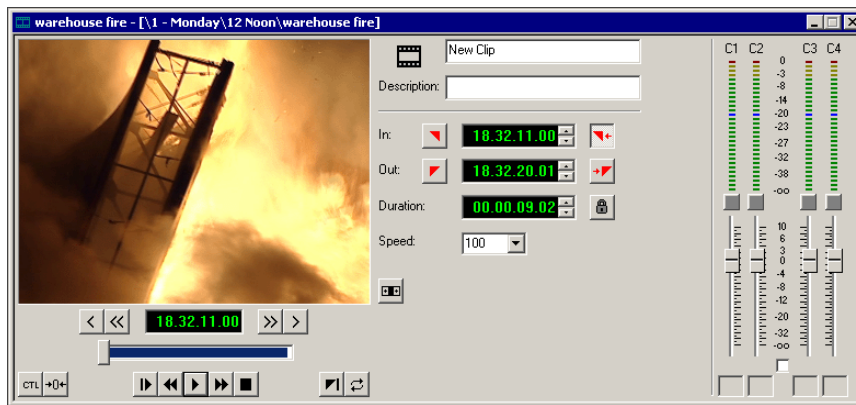 warehouse fire - [\1 - Monday\12 Noon\warehouse fire]
New Clip
Description:
In: 18.32.11.00
Out: 18.32.20.01
Duration: 00.00.09.02
Speed: 100
18.32.11.00
CTL →0←
C1 C2 C3 C4
0
-3
-8
-14
-20
-23
-27
-32
-38
-oo
10
6
3
0
-4
-8
-12
-20
-32
-oo